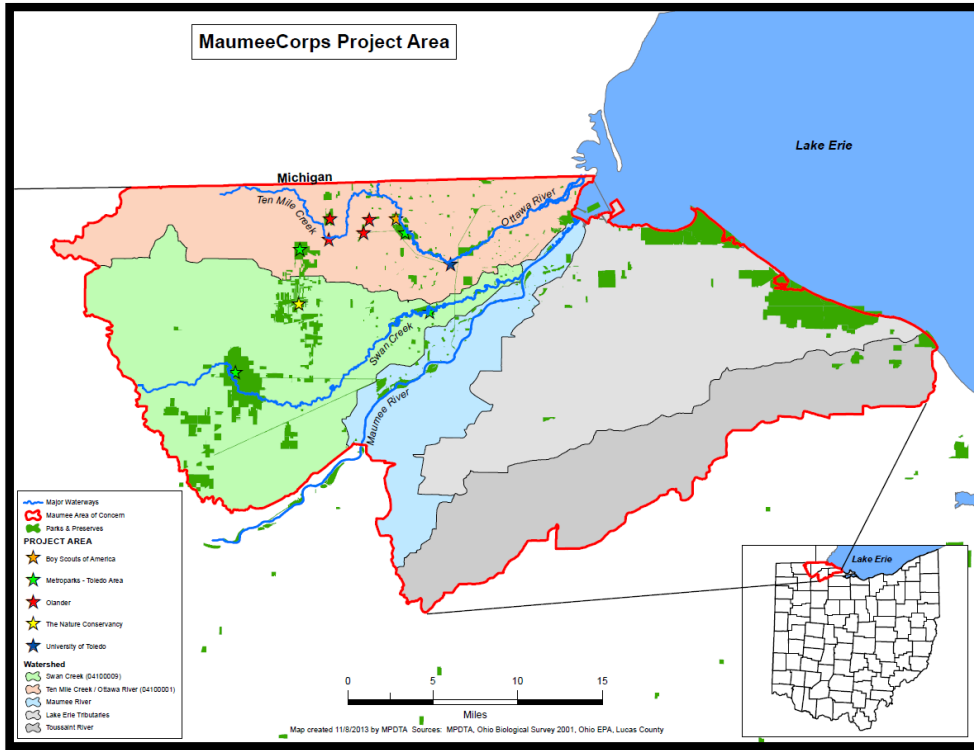 MaumeeCorps Project Area
Lake Erie
Michigan
Ten Mile Creek
Ottawa River
Swan Creek
Maumee River
Major Waterways
Maumee Area of Concern
Parks & Preserves
PROJECT AREA
Boy Scouts of America
Metroparks - Toledo Area
Olander
The Nature Conservancy
University of Toledo
Watershed
Swan Creek (04100009)
Ten Mile Creek / Ottawa River (04100001)
Maumee River
Lake Erie Tributaries
Toussaint River
0 5 10 15
Miles
Map created 11/8/2013 by MPDTA Sources: MPDTA, Ohio Biological Survey 2001, Ohio EPA, Lucas County
Lake Erie